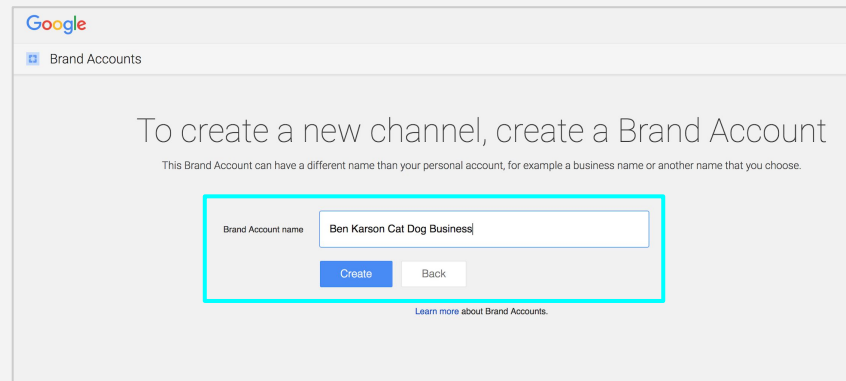 Google
Brand Accounts
To create a new channel, create a Brand Account
This Brand Account can have a different name than your personal account, for example a business name or another name that you choose.
Brand Account name Ben Karson Cat Dog Business
Create Back
Learn more about Brand Accounts.